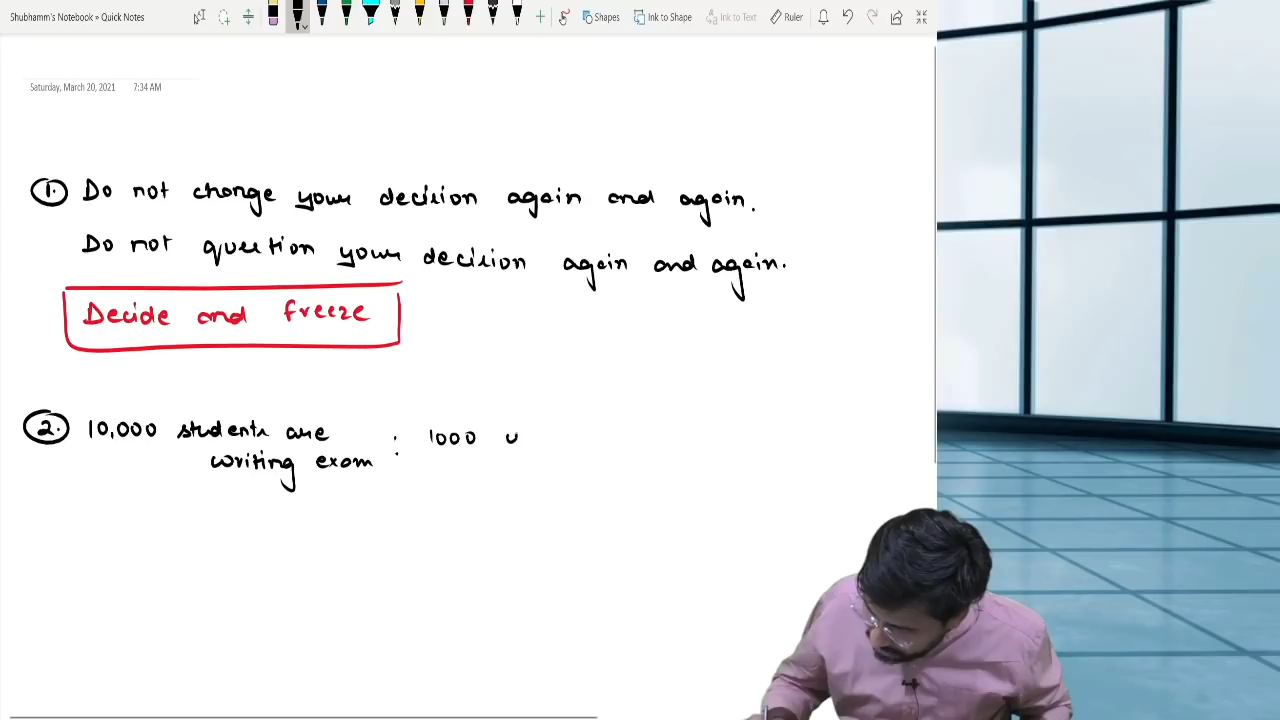 Shubhamm's Notebook » Quick Notes
Shapes Ink to Shape Ink to Text Ruler
Saturday, March 20, 2021 7:34 AM
1. Do not change your decision again and again.
Do not question your decision again and again.
Decide and freeze
2. 10,000 students are : 1000
writing exam